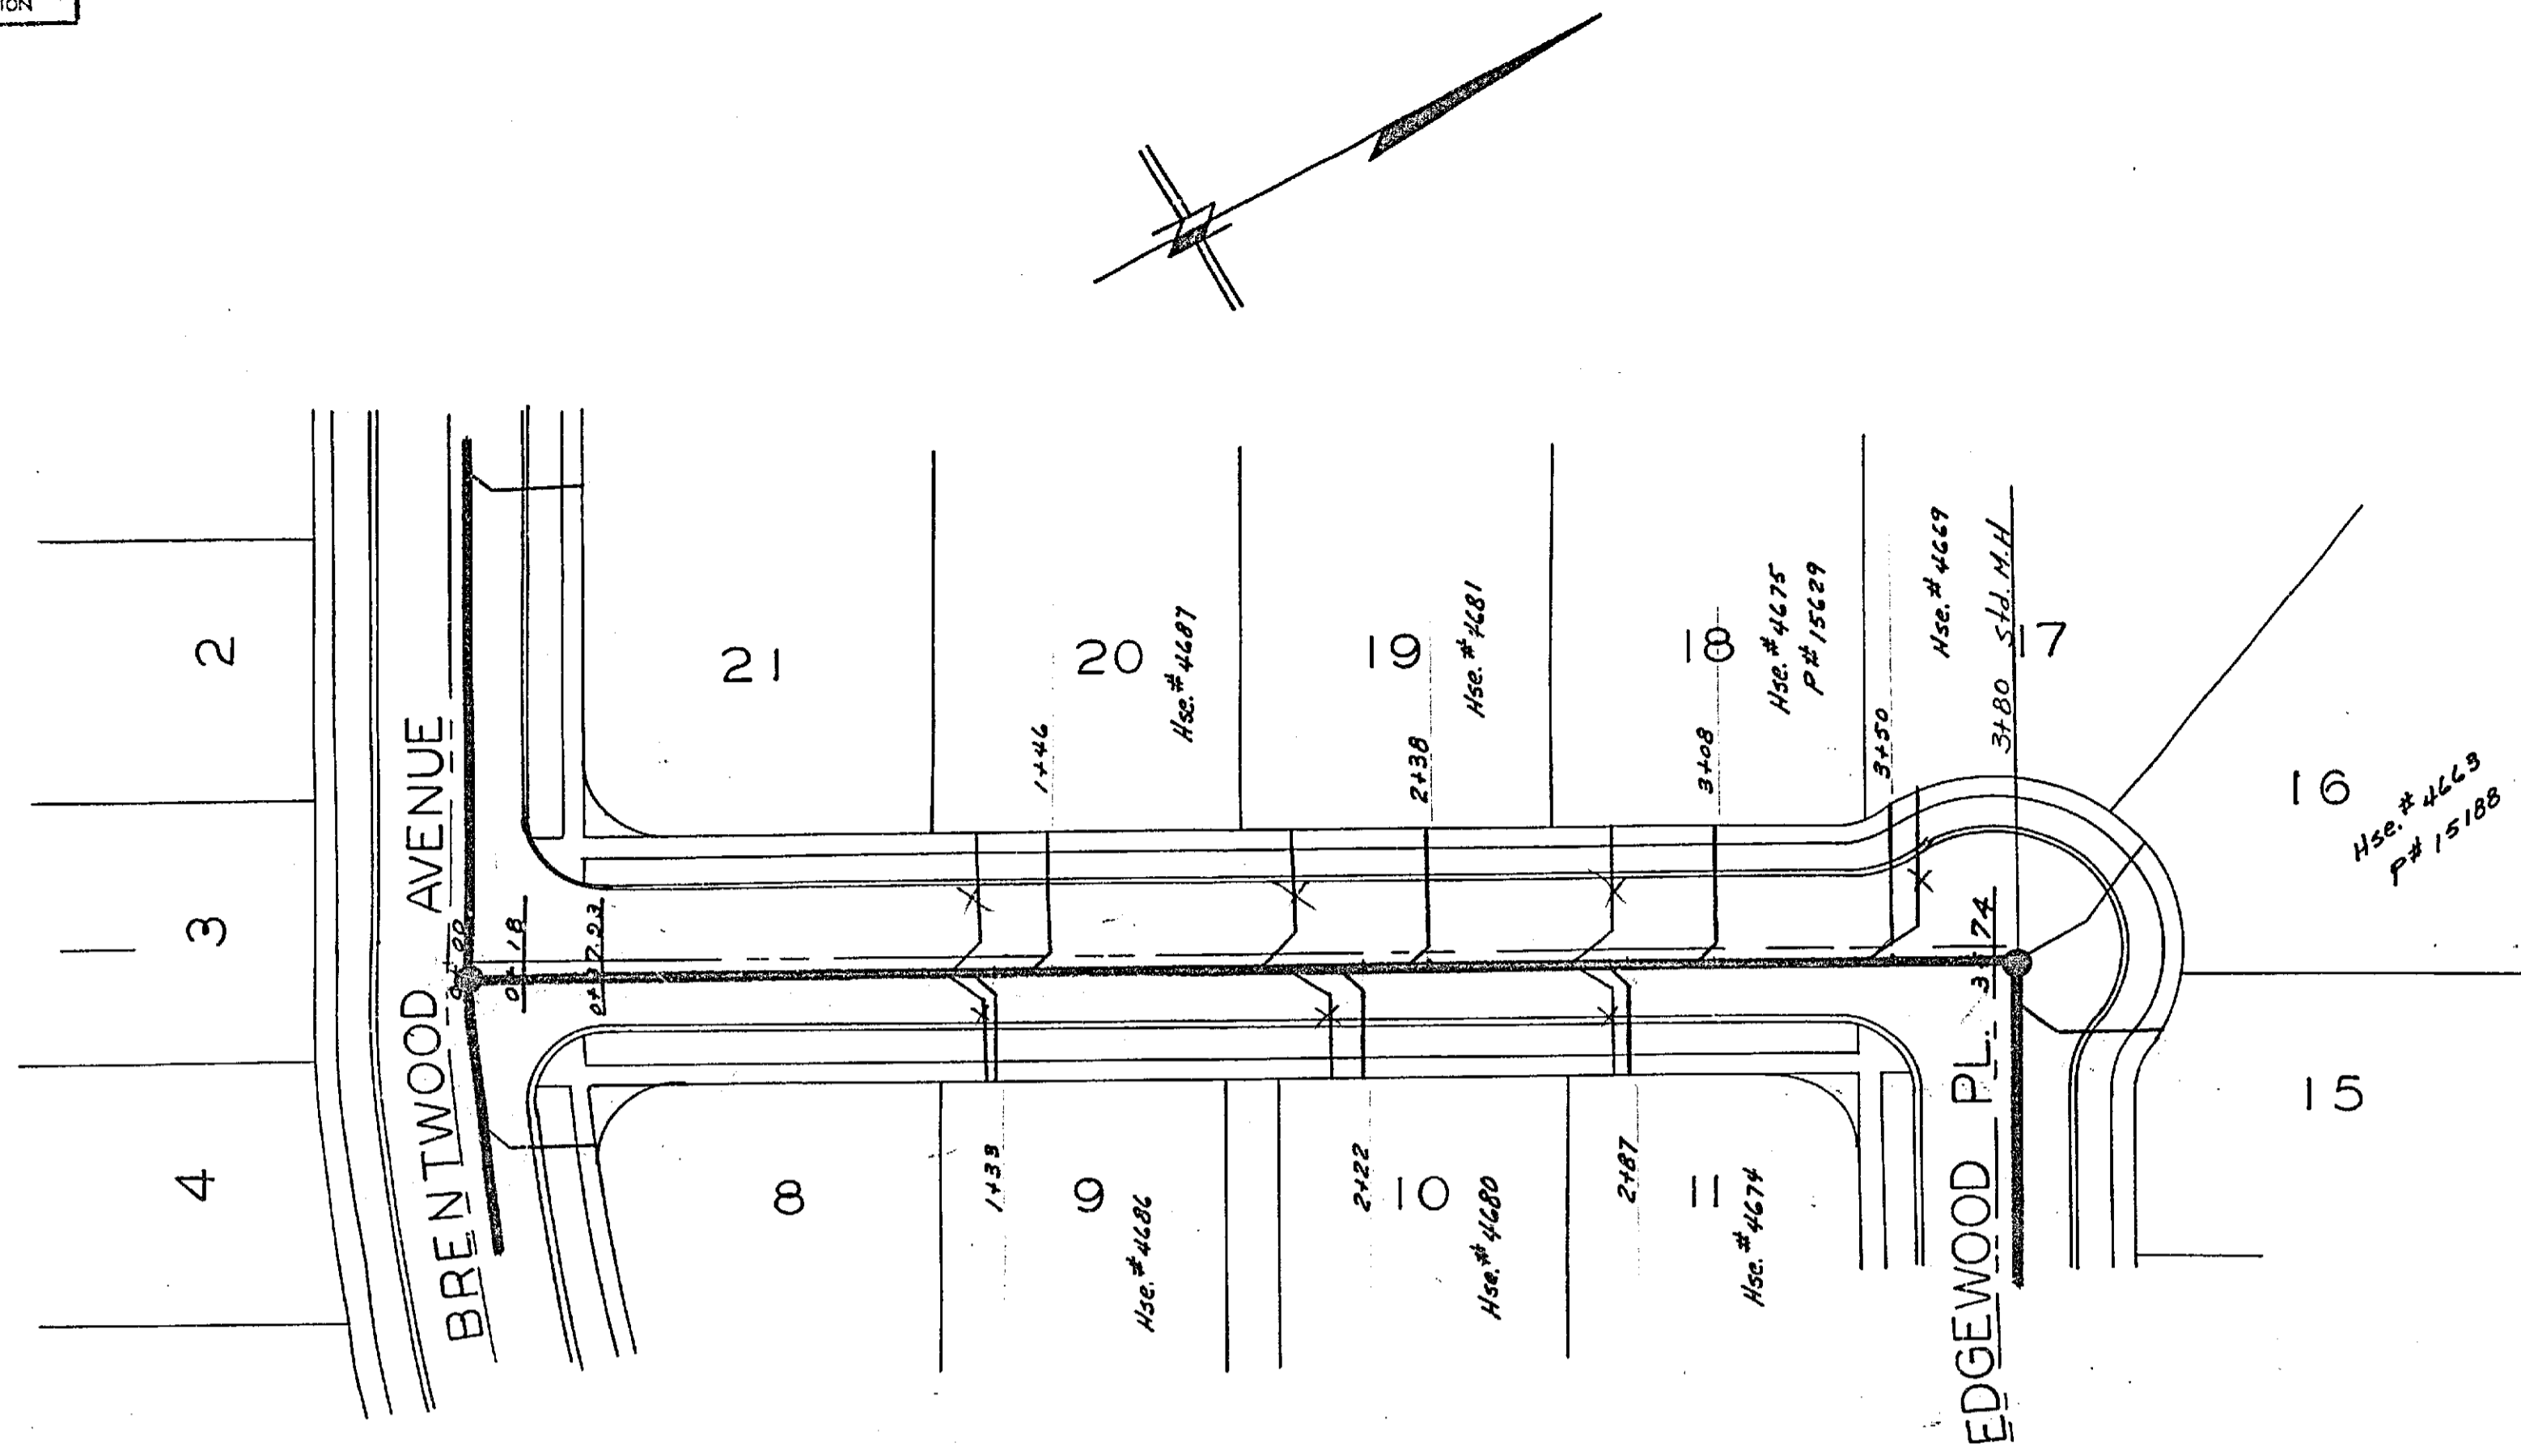 2
3
4
BRENTWOOD AVENUE
0+00
0+18
0+37.23
21
20
Hse.# 4687
1+46
19
Hse.# 4681
2+38
18
Hse.# 4675
P# 15629
3+08
Hse.# 4669
3+50
17
3+80 Std. M.H
16
Hse.# 4663
P# 15188
3+74
15
8
1+33
9
Hse.# 4686
2+22
10
Hse.# 4680
2+87
11
Hse.# 4674
EDGEWOOD PL.